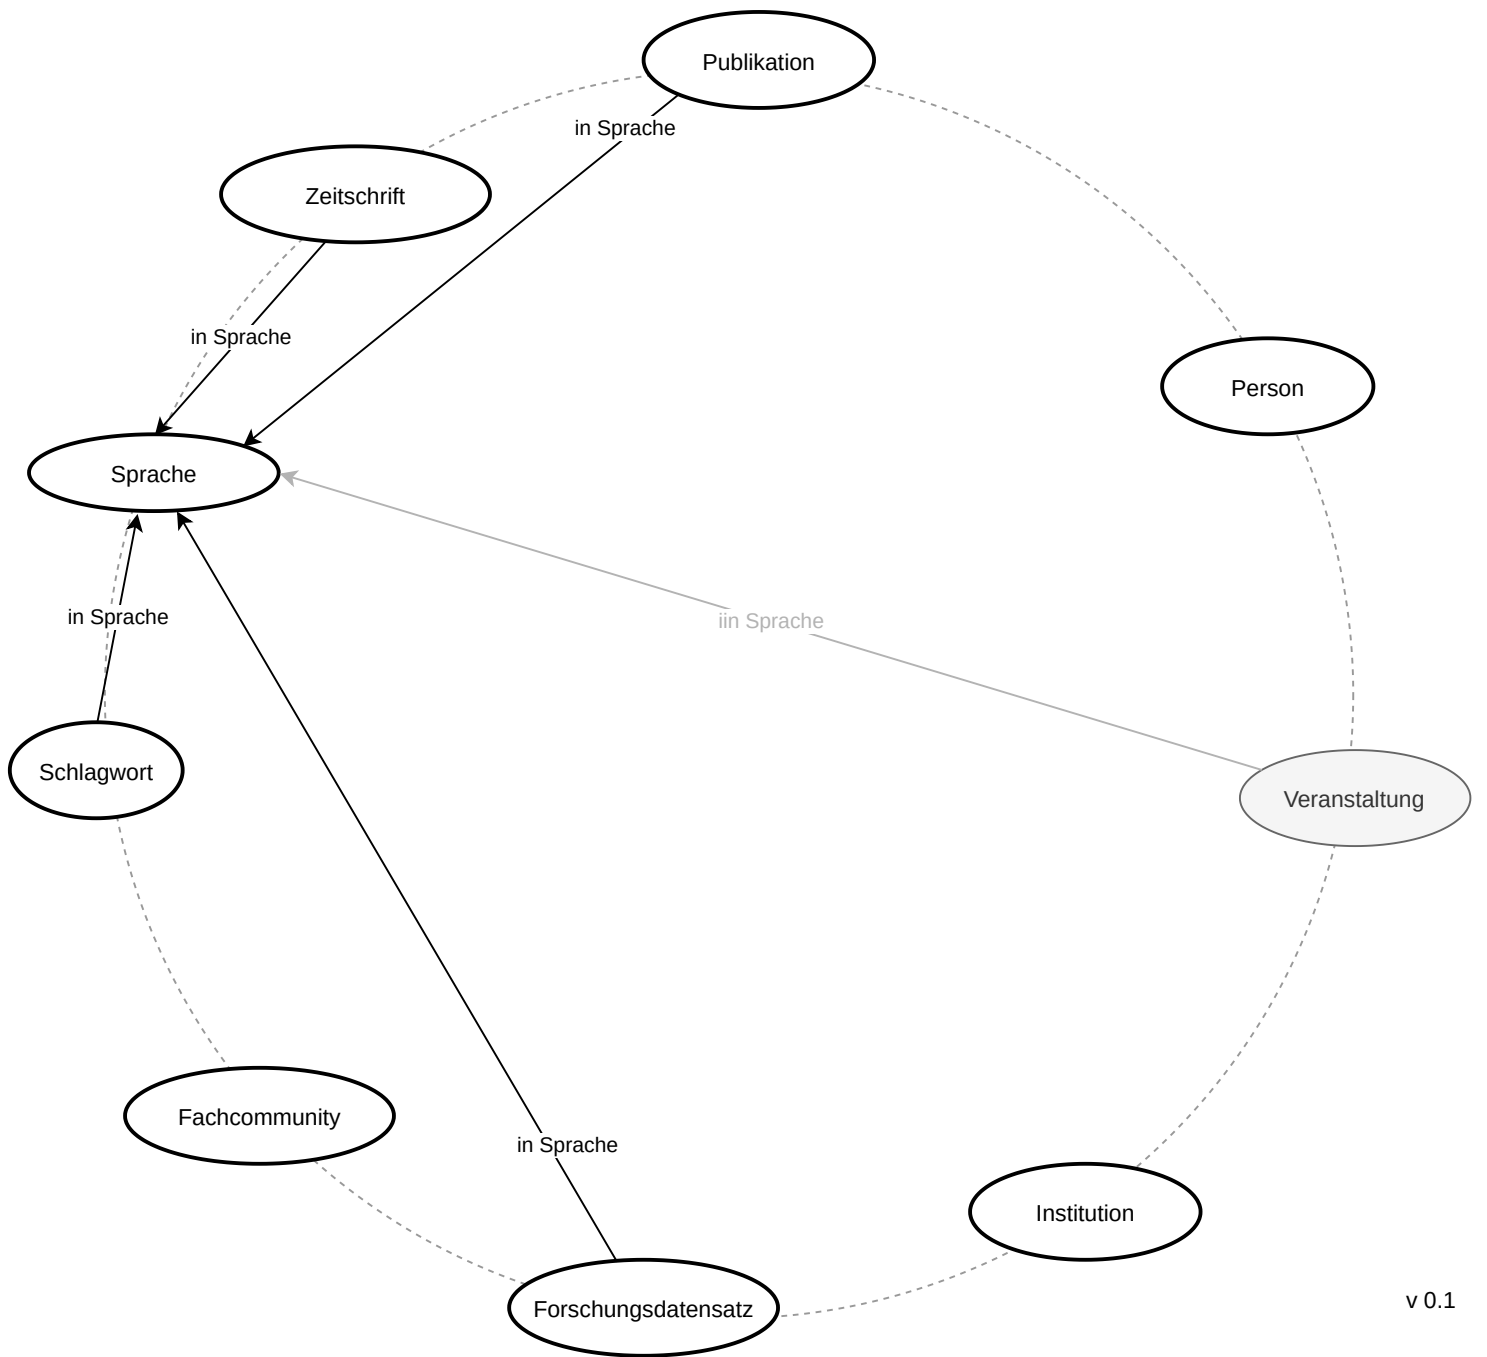 Publikation
in Sprache
Zeitschrift
in Sprache
Person
Sprache
in Sprache
iin Sprache
Schlagwort
Veranstaltung
Fachcommunity
in Sprache
Institution
Forschungsdatensatz
v 0.1